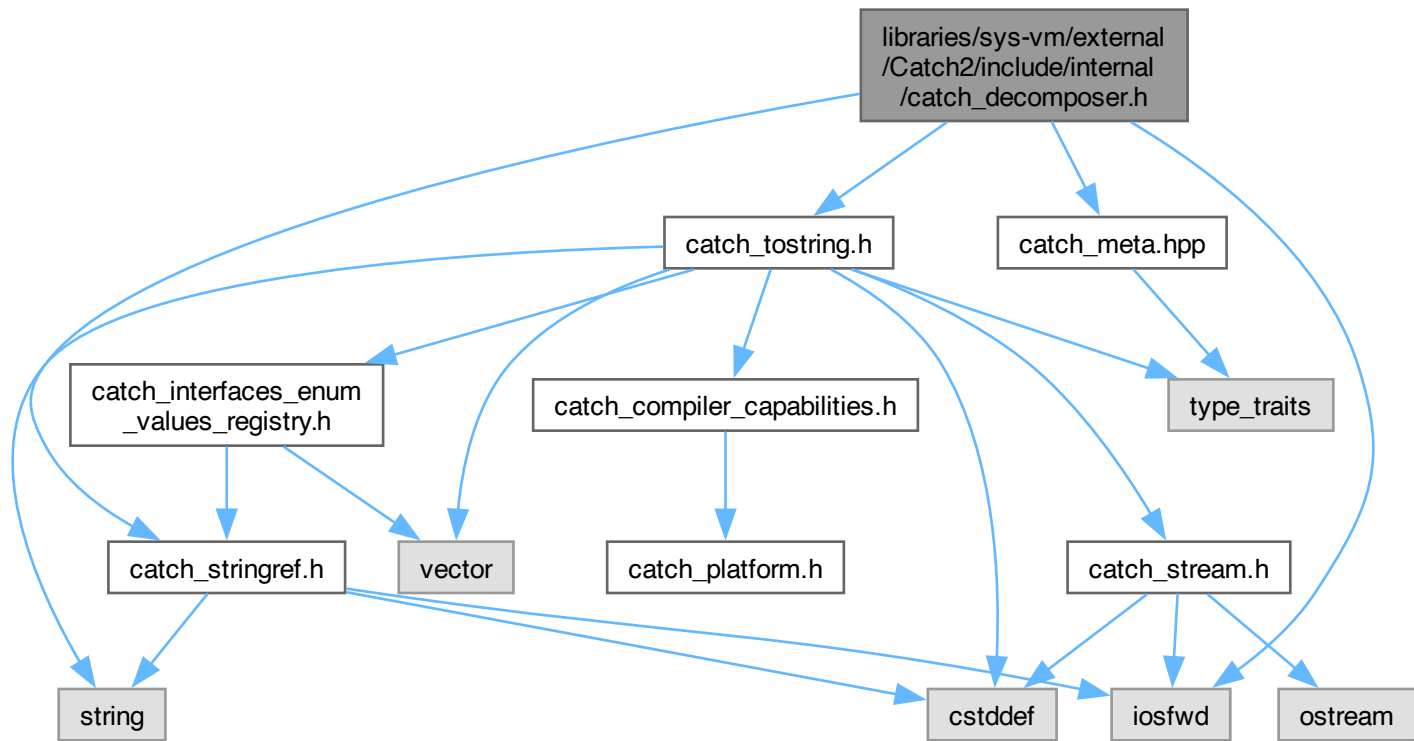 libraries/sys-vm/external
/Catch2/include/internal
/catch_decomposer.h
catch_tostring.h
catch_meta.hpp
catch_interfaces_enum
_values_registry.h
catch_compiler_capabilities.h
type_traits
catch_stringref.h
vector
catch_platform.h
catch_stream.h
string
cstddef
iosfwd
ostream